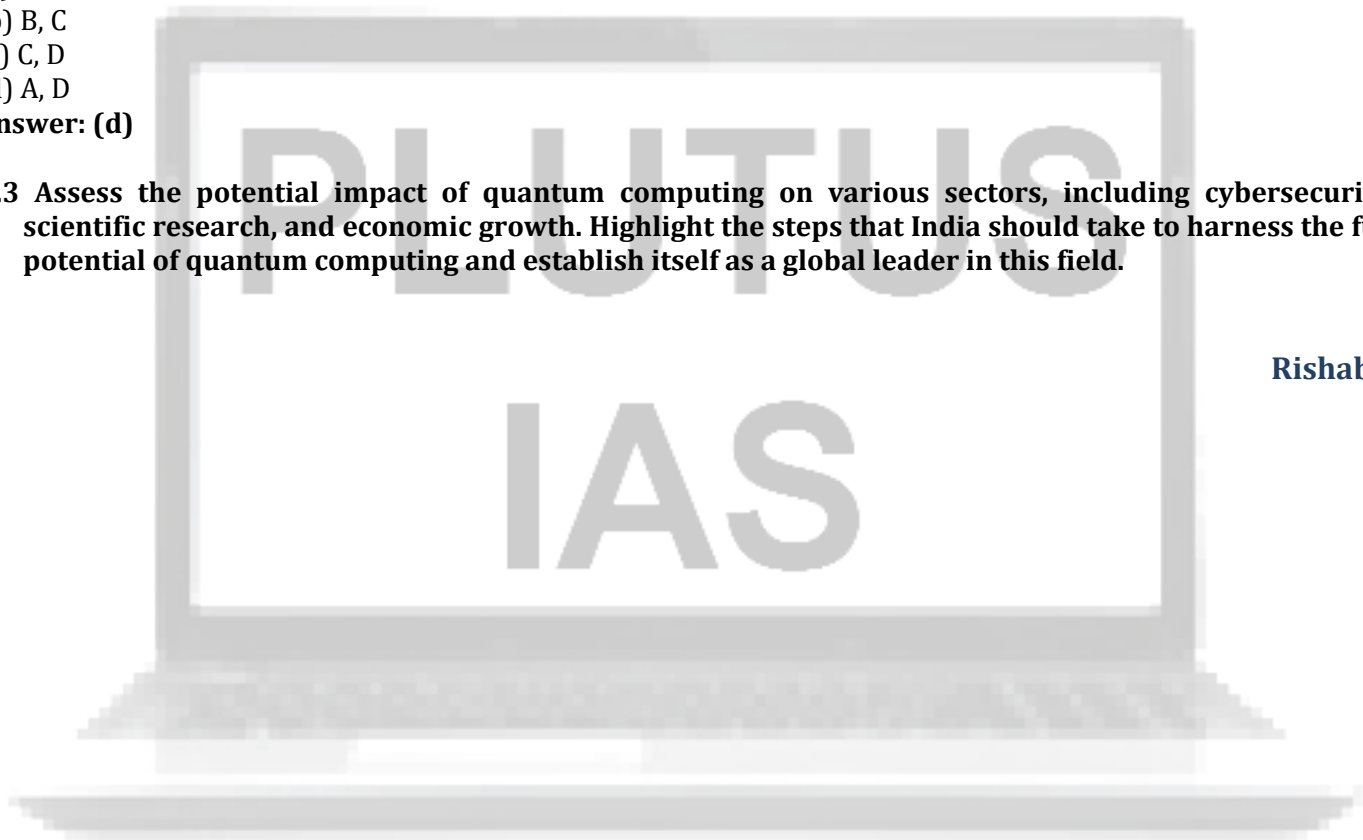 ) B, C
) C, D
) A, D
nswer: (d)
.3 Assess the potential impact of quantum computing on various sectors, including cybersecuri
scientific research, and economic growth. Highlight the steps that India should take to harness the f
potential of quantum computing and establish itself as a global leader in this field.
Rishab
PLUTUS
IAS